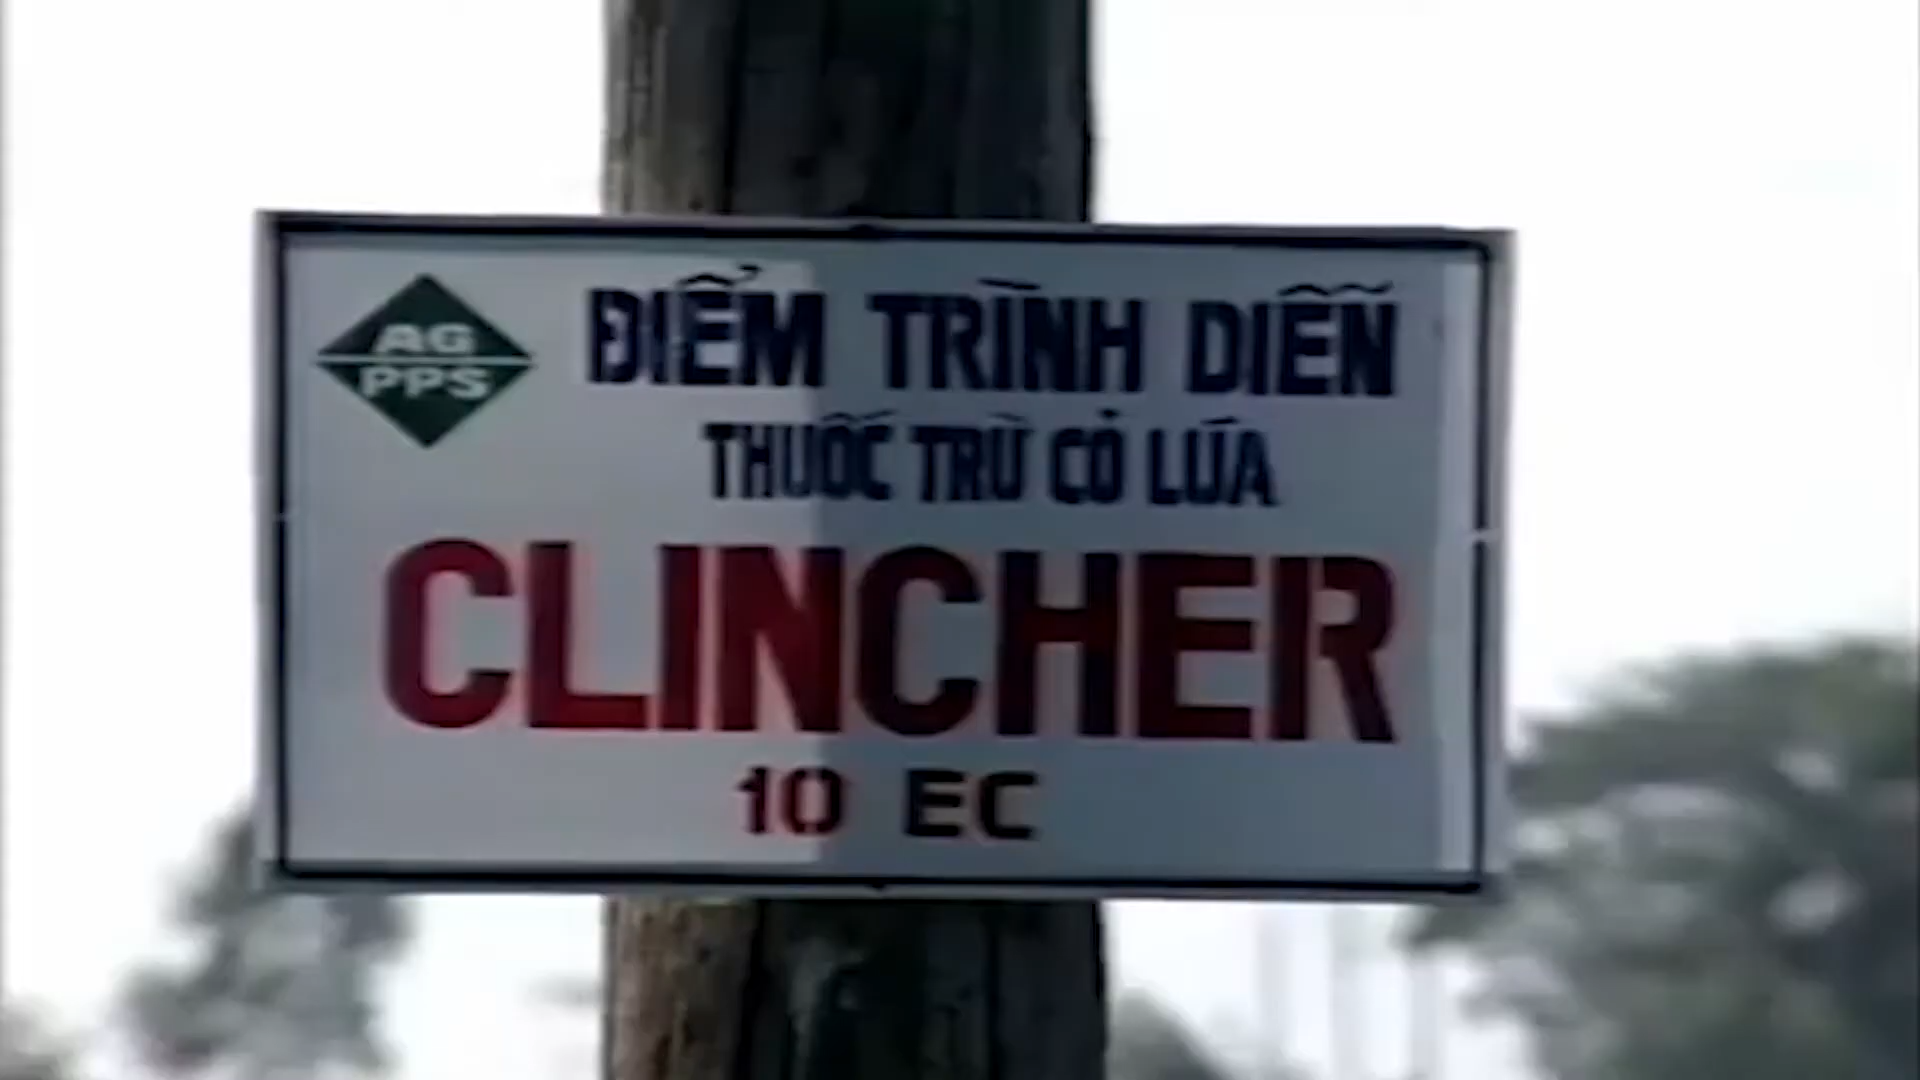 AG
PPS
ĐIỂM TRÌNH DIỄN
THUỐC TRỪ CỎ LÚA
CLINCHER
10 EC